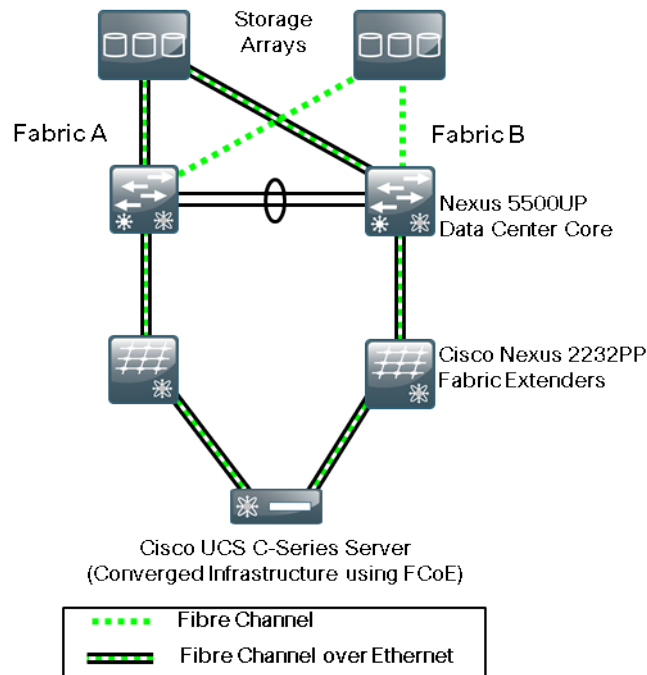 Storage
Arrays
Fabric A
Fabric B
Nexus 5500UP
Data Center Core
Cisco Nexus 2232PP
Fabric Extenders
Cisco UCS C-Series Server
(Converged Infrastructure using FCoE)
Fibre Channel
Fibre Channel over Ethernet